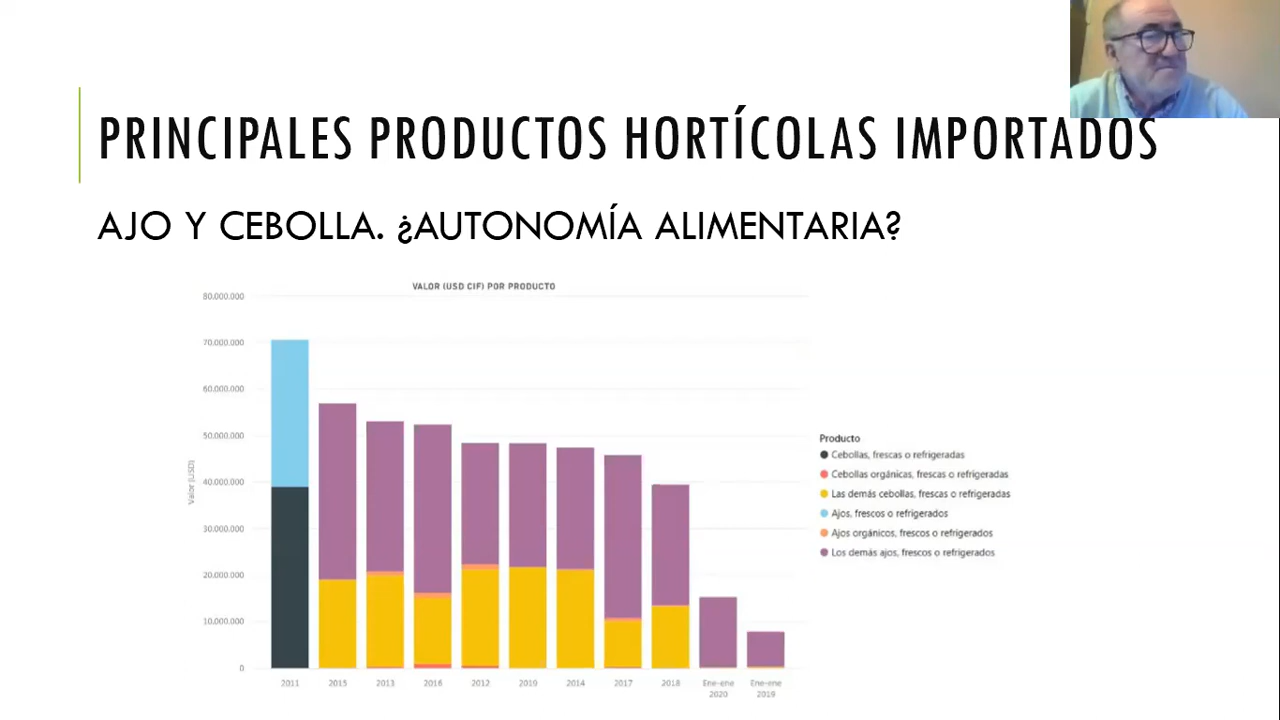 PRINCIPALES PRODUCTOS HORTÍCOLAS IMPORTADOS
AJO Y CEBOLLA. ¿AUTONOMÍA ALIMENTARIA?
VALOR (USD CIF) POR PRODUCTO
80.000.000
70.000.000
60.000.000
50.000.000
40.000.000
30.000.000
20.000.000
10.000.000
0
Valor (USD)
2011 2015 2013 2016 2012 2019 2014 2017 2018 Ene-ene 2020 Ene-ene 2019
Producto
Cebollas, frescas o refrigeradas
Cebollas orgánicas, frescas o refrigeradas
Las demás cebollas, frescas o refrigeradas
Ajos, frescos o refrigerados
Ajos orgánicos, frescos o refrigerados
Los demás ajos, frescos o refrigerados